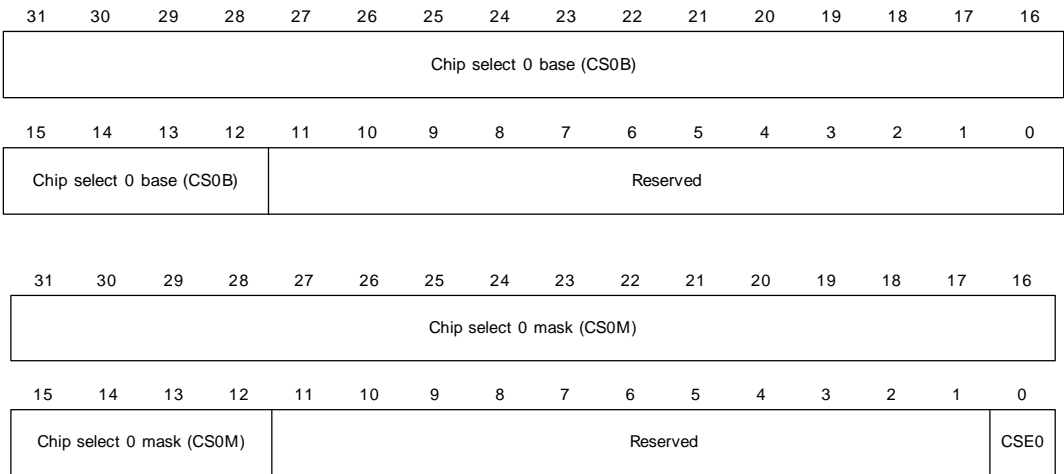 31 30 29 28 27 26 25 24 23 22 21 20 19 18 17 16
Chip select 0 base (CS0B)
15 14 13 12 11 10 9 8 7 6 5 4 3 2 1 0
Chip select 0 base (CS0B) Reserved
31 30 29 28 27 26 25 24 23 22 21 20 19 18 17 16
Chip select 0 mask (CS0M)
15 14 13 12 11 10 9 8 7 6 5 4 3 2 1 0
Chip select 0 mask (CS0M) Reserved CSE0